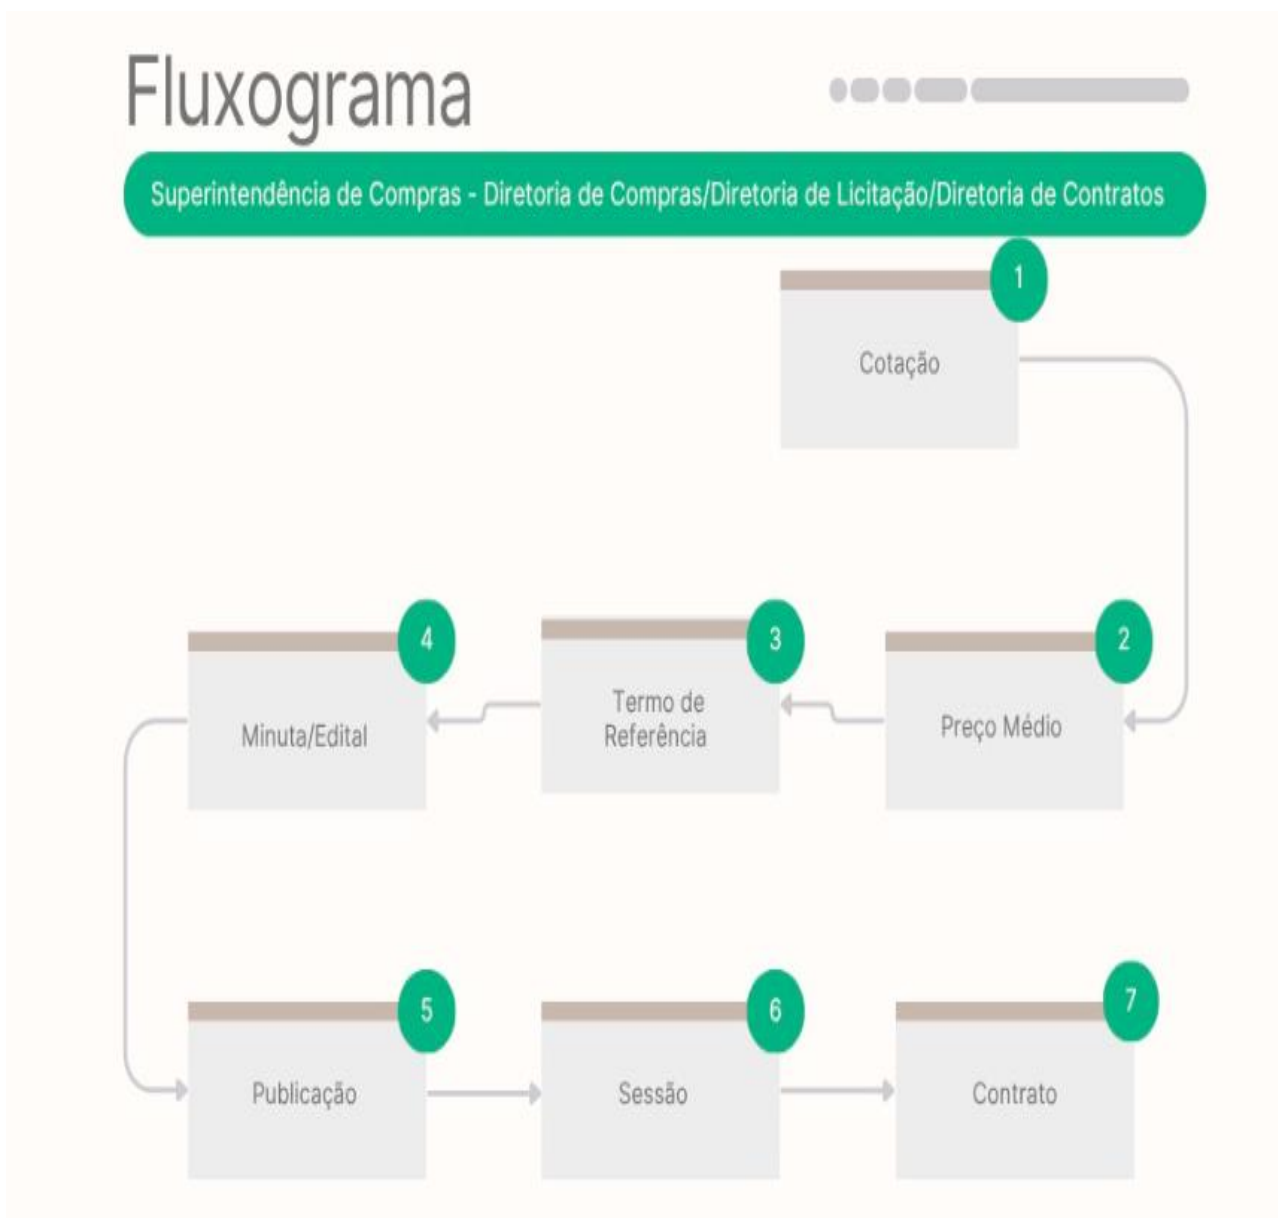 Fluxograma
Superintendência de Compras - Diretoria de Compras/Diretoria de Licitação/Diretoria de Contratos
1
Cotação
2
Preço Médio
3
Termo de
Referência
4
Minuta/Edital
5
Publicação
6
Sessão
7
Contrato